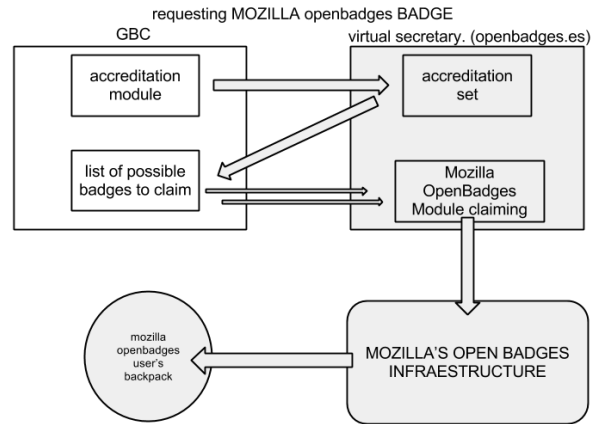 requesting MOZILLA openbadges BADGE
GBC
virtual secretary. (openbadges.es)
accreditation
module
accreditation
set
list of possible
badges to claim
Mozilla
OpenBadges
Module claiming
mozilla
openbadges
user's
backpack
MOZILLA'S OPEN BADGES
INFRAESTRUCTURE